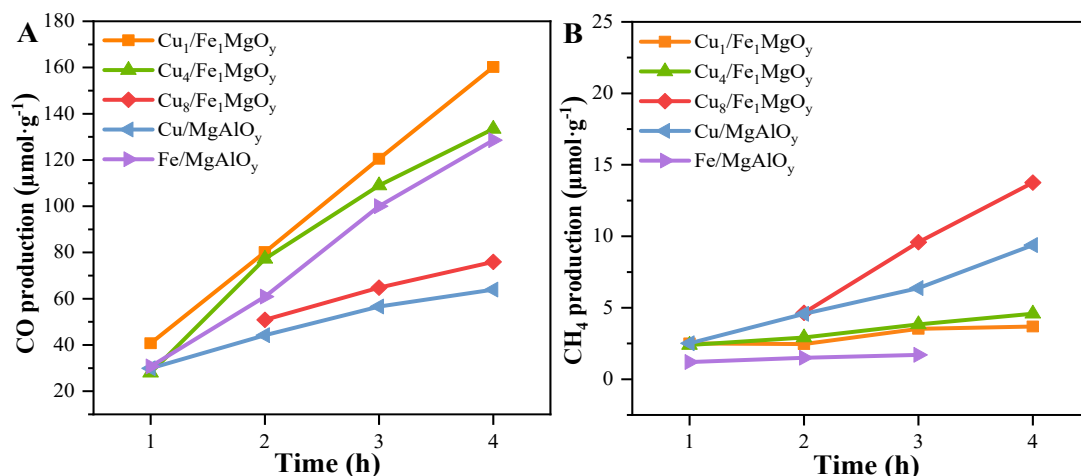 A
Cu₁/Fe₁MgOᵧ
Cu₄/Fe₁MgOᵧ
Cu₈/Fe₁MgOᵧ
Cu/MgAlOᵧ
Fe/MgAlOᵧ
CO production (μmol·g⁻¹)
180
160
140
120
100
80
60
40
20
1 2 3 4
Time (h)
B
Cu₁/Fe₁MgOᵧ
Cu₄/Fe₁MgOᵧ
Cu₈/Fe₁MgOᵧ
Cu/MgAlOᵧ
Fe/MgAlOᵧ
CH₄ production (μmol·g⁻¹)
25
20
15
10
5
0
1 2 3 4
Time (h)